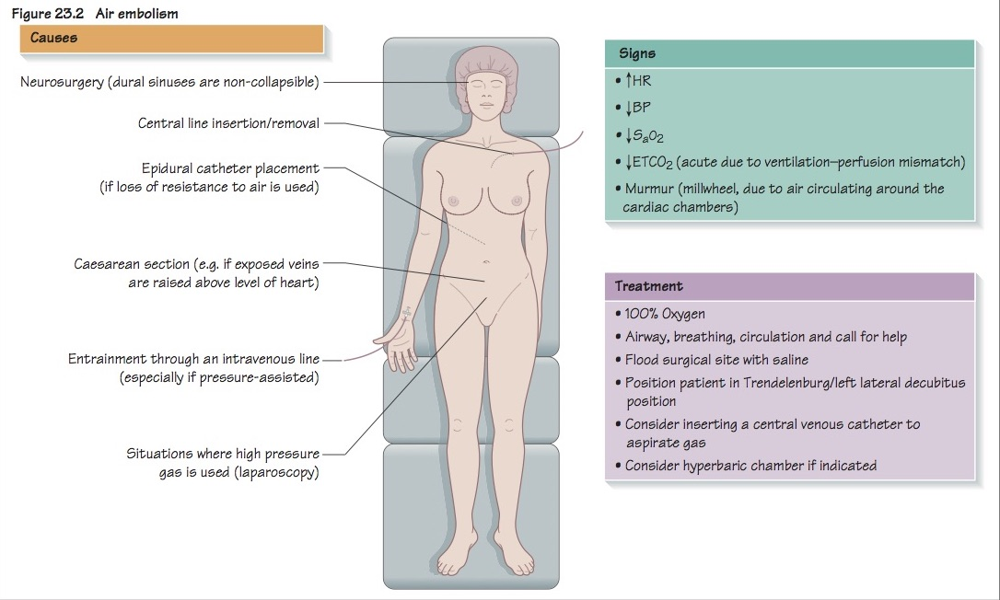 Figure 23.2 Air embolism
Causes
Neurosurgery (dural sinuses are non-collapsible)
Central line insertion/removal
Epidural catheter placement
(if loss of resistance to air is used)
Caesarean section (e.g. if exposed veins
are raised above level of heart)
Entrainment through an intravenous line
(especially if pressure-assisted)
Situations where high pressure
gas is used (laparoscopy)
Signs
• ↑HR
• ↓BP
• ↓SaO2
• ↓ETCO2 (acute due to ventilation–perfusion mismatch)
• Murmur (millwheel, due to air circulating around the
cardiac chambers)
Treatment
• 100% Oxygen
• Airway, breathing, circulation and call for help
• Flood surgical site with saline
• Position patient in Trendelenburg/left lateral decubitus
position
• Consider inserting a central venous catheter to
aspirate gas
• Consider hyperbaric chamber if indicated